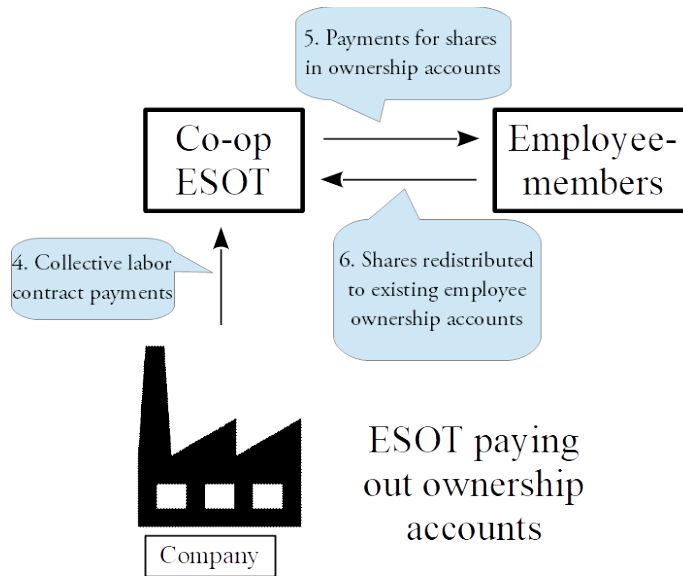 5. Payments for shares
in ownership accounts
Co-op
ESOT
Employee-
members
4. Collective labor
contract payments
6. Shares redistributed
to existing employee
ownership accounts
ESOT paying
out ownership
accounts
Company